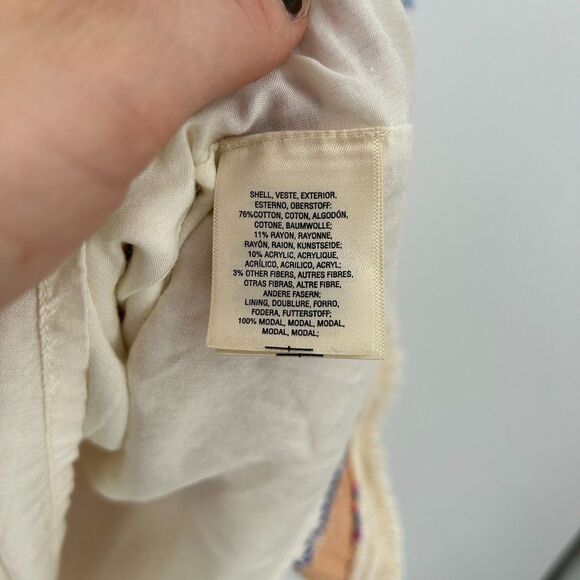 SHELL, VESTE, EXTERIOR,
ESTERNO, OBERSTOFF:
76%COTTON, COTON, ALGODÓN,
COTONE, BAUMWOLLE;
11% RAYON, RAYONNE,
RAYÓN, RAION, KUNSTSEIDE;
10% ACRYLIC, ACRYLIQUE,
ACRÍLICO, ACRILICO, ACRYL;
3% OTHER FIBERS, AUTRES FIBRES,
OTRAS FIBRAS, ALTRE FIBRE,
ANDERE FASERN;
LINING, DOUBLURE, FORRO,
FODERA, FUTTERSTOFF:
100% MODAL, MODAL, MODAL,
MODAL, MODAL;